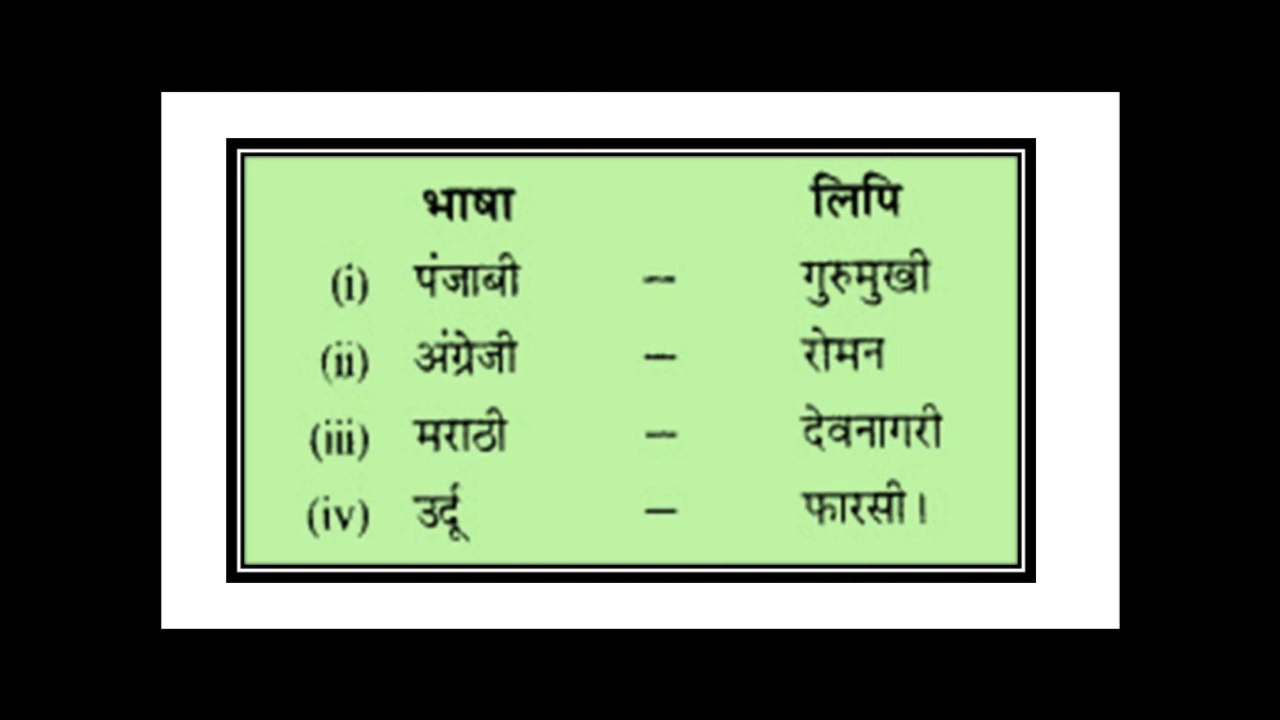 भाषा लिपि
(i) पंजाबी – गुरुमुखी
(ii) अंग्रेजी – रोमन
(iii) मराठी – देवनागरी
(iv) उर्दू – फारसी।